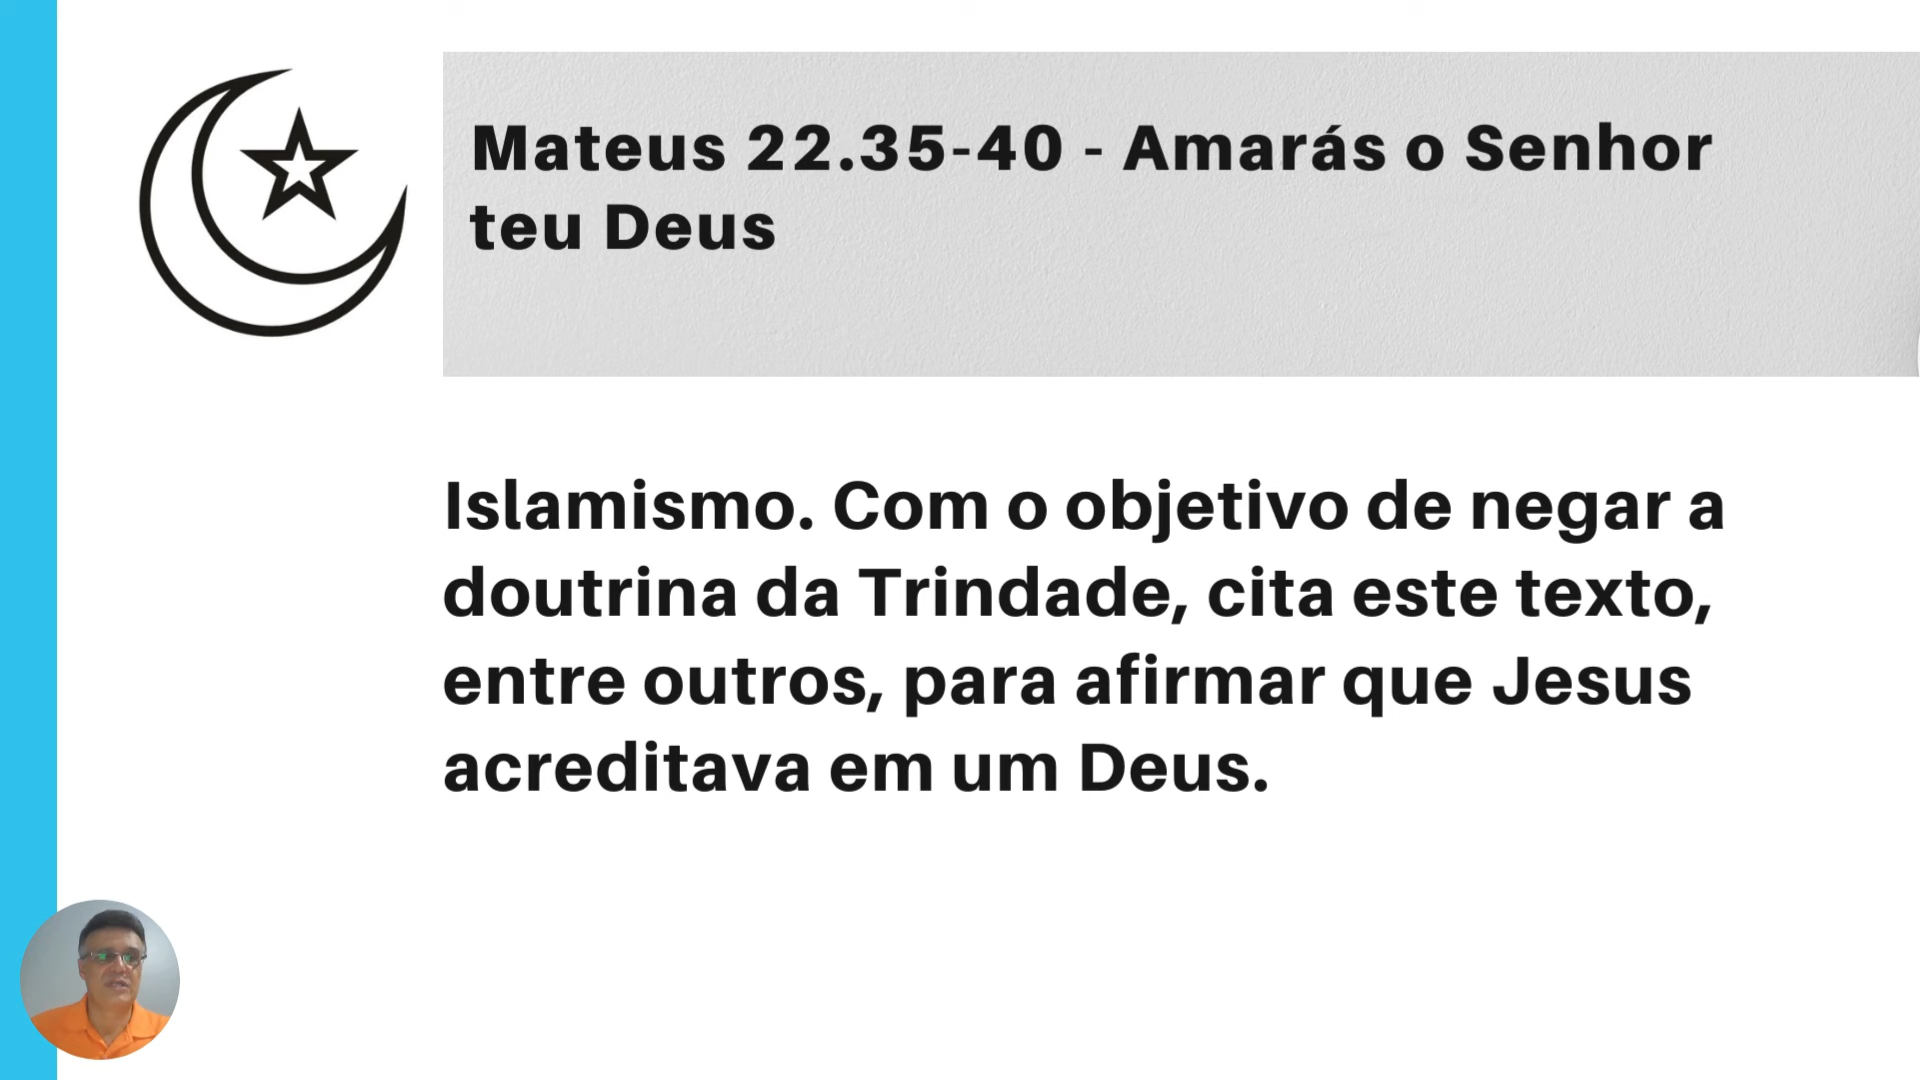 Mateus 22.35-40 - Amarás o Senhor
teu Deus
Islamismo. Com o objetivo de negar a
doutrina da Trindade, cita este texto,
entre outros, para afirmar que Jesus
acreditava em um Deus.